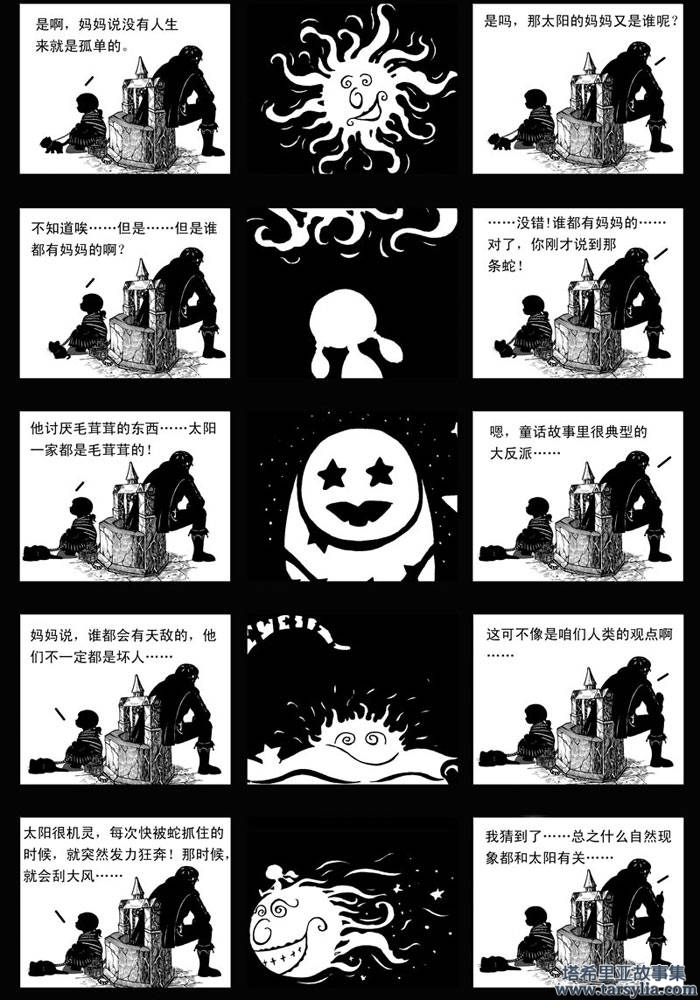 是啊，妈妈说没有人生
来就是孤单的。
是吗，那太阳的妈妈又是谁呢？
不知道唉……但是……但是谁
都有妈妈的啊？
……没错！谁都有妈妈的……
对了，你刚才说到那
条蛇！
他讨厌毛茸茸的东西……太阳
一家都是毛茸茸的！
嗯，童话故事里很典型的
大反派……
妈妈说，谁都会有天敌的，他
们不一定都是坏人……
这可不像是咱们人类的观点啊
……
太阳很机灵，每次快被蛇抓住的
时候，就突然发力狂奔！那时候，
就会刮大风……
我猜到了……总之什么自然现
象都和太阳有关……
塔希里亚故事集
www.tarsylia.com